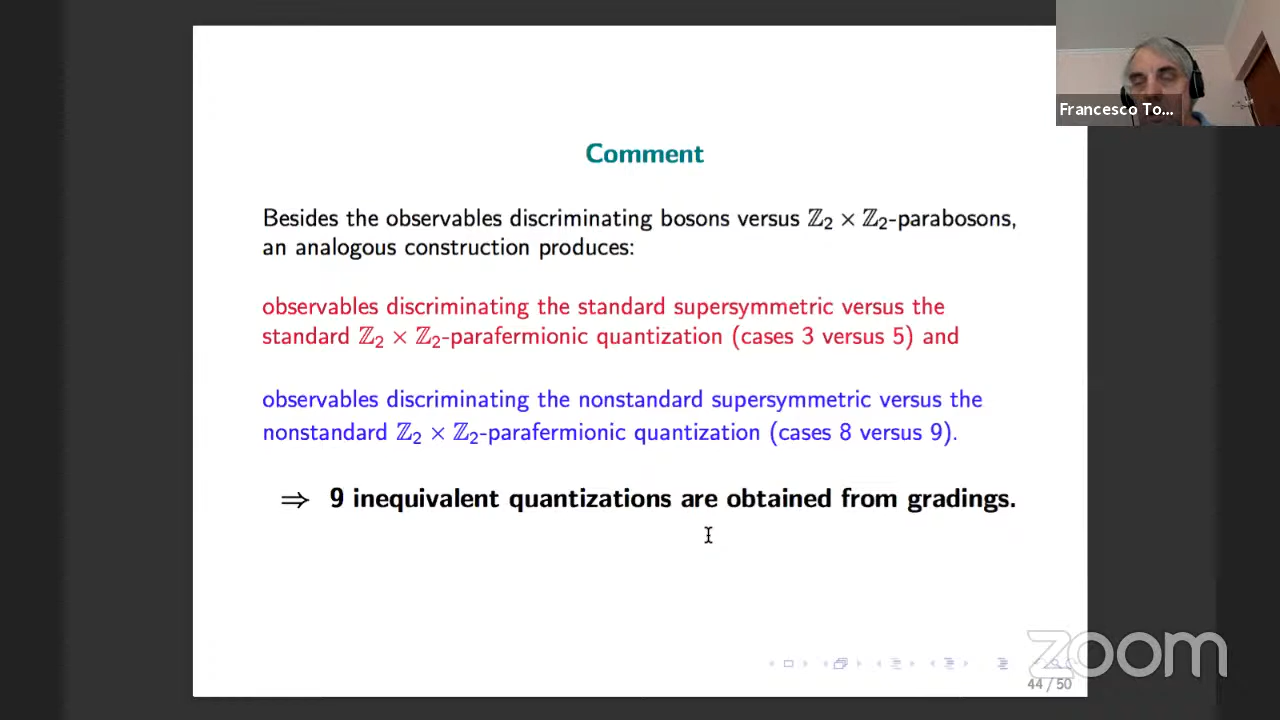 Francesco To...
Comment
Besides the observables discriminating bosons versus ℤ₂ × ℤ₂-parabosons,
an analogous construction produces:
observables discriminating the standard supersymmetric versus the
standard ℤ₂ × ℤ₂-parafermionic quantization (cases 3 versus 5) and
observables discriminating the nonstandard supersymmetric versus the
nonstandard ℤ₂ × ℤ₂-parafermionic quantization (cases 8 versus 9).
⇒ 9 inequivalent quantizations are obtained from gradings.
zoom
44 / 50